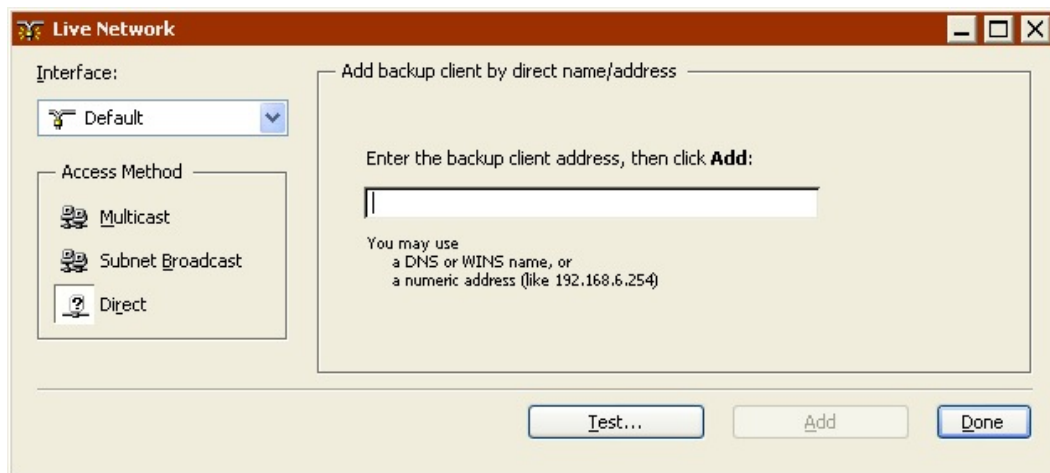 Live Network
Interface:
Default
Access Method
Multicast
Subnet Broadcast
Direct
Add backup client by direct name/address
Enter the backup client address, then click Add:
You may use
a DNS or WINS name, or
a numeric address (like 192.168.6.254)
Test...
Add
Done